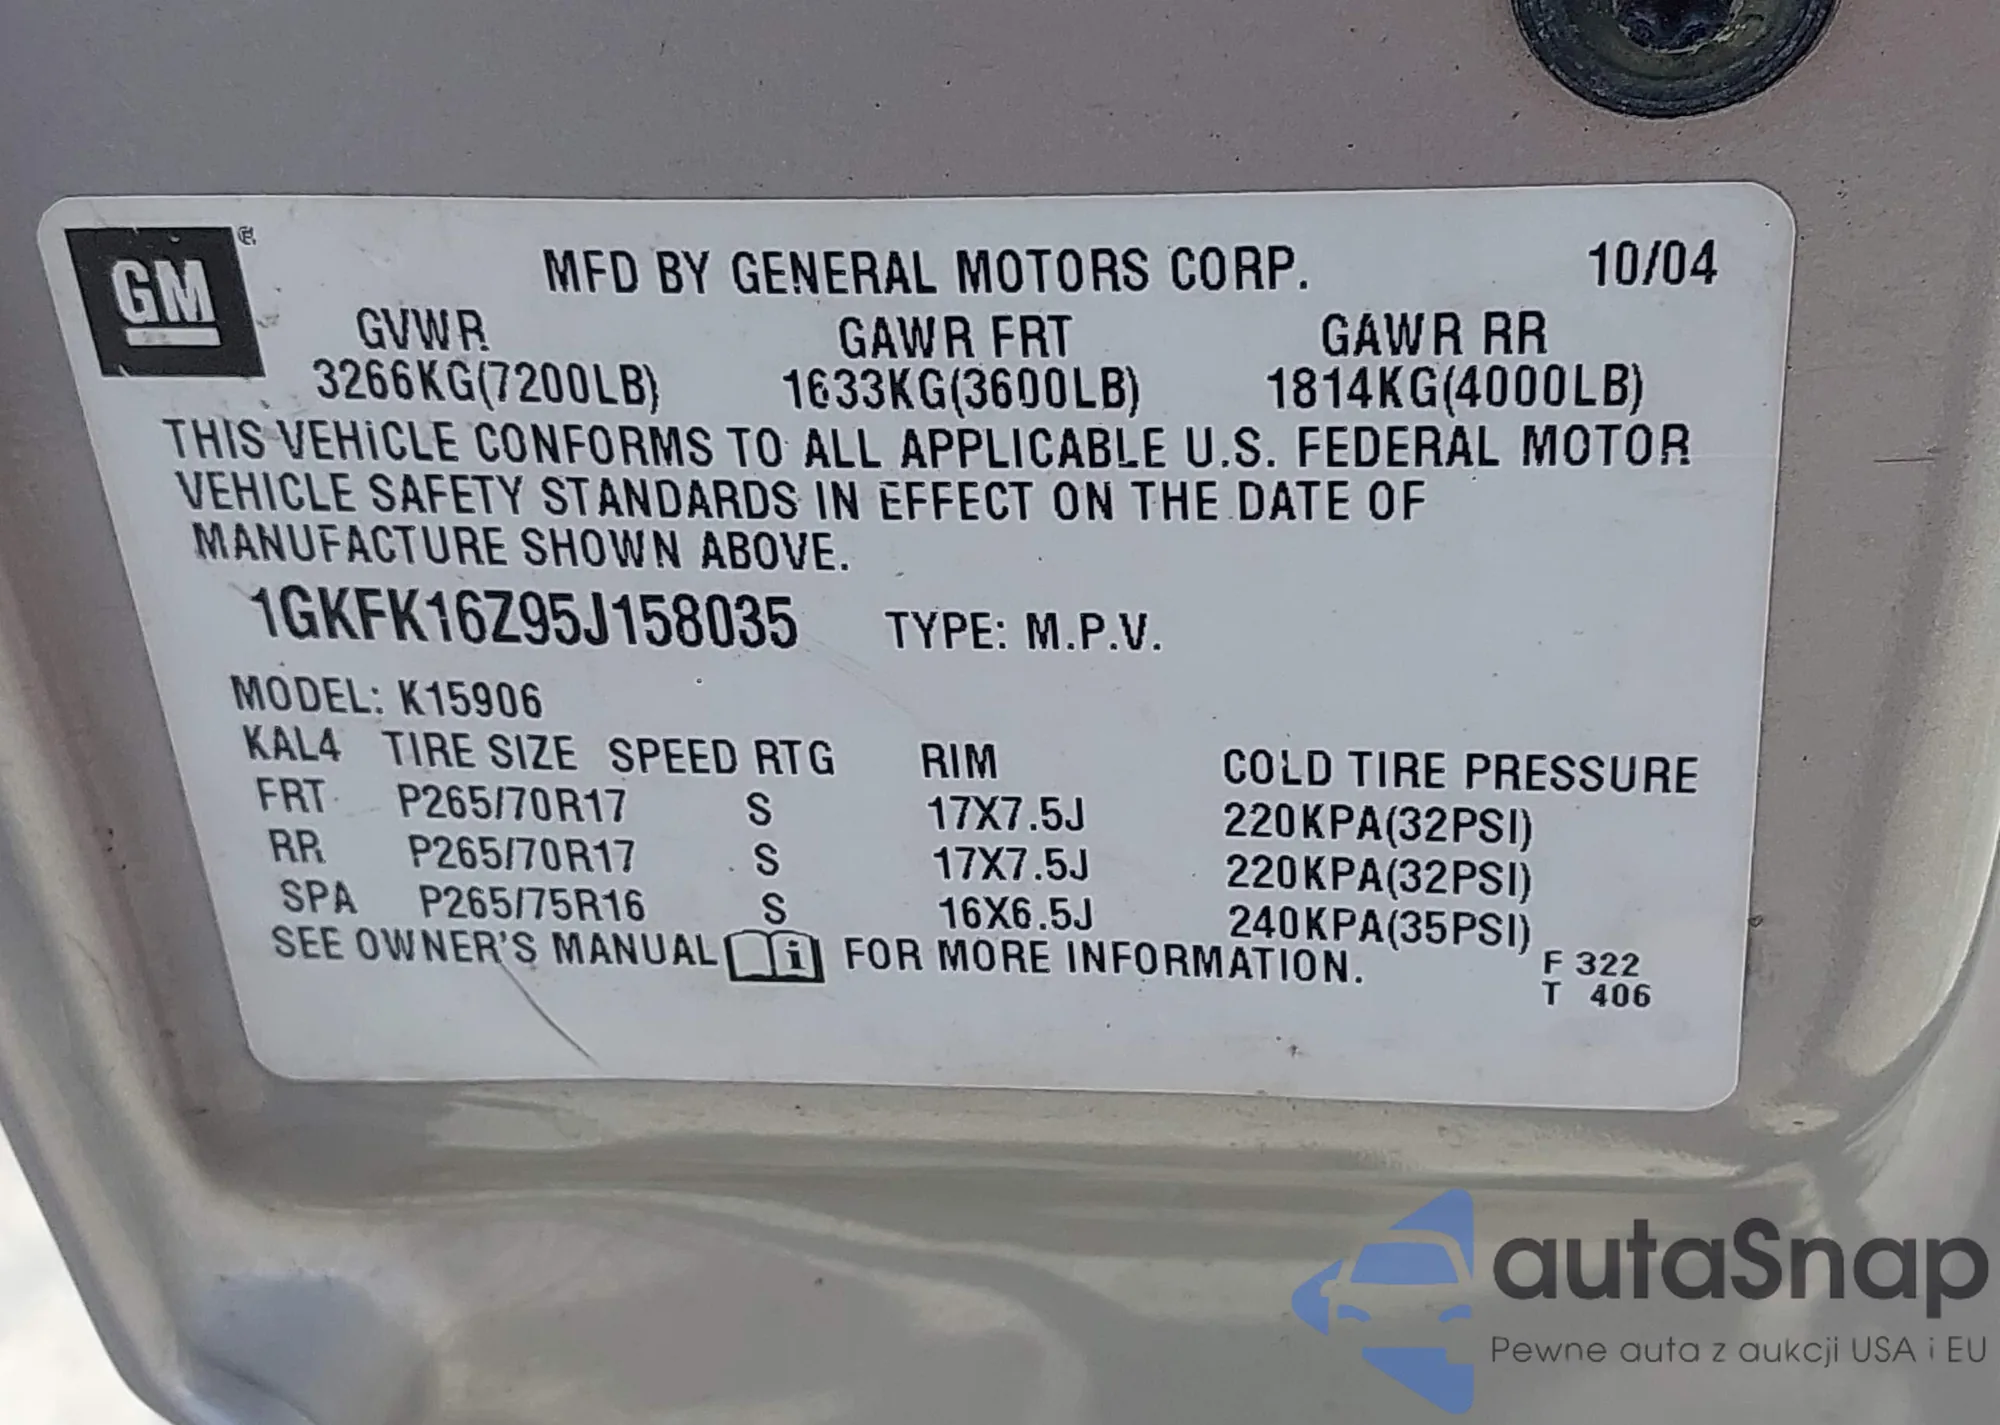 GM ®
MFD BY GENERAL MOTORS CORP. 10/04
GVWR GAWR FRT GAWR RR
3266KG(7200LB) 1633KG(3600LB) 1814KG(4000LB)
THIS VEHICLE CONFORMS TO ALL APPLICABLE U.S. FEDERAL MOTOR
VEHICLE SAFETY STANDARDS IN EFFECT ON THE DATE OF
MANUFACTURE SHOWN ABOVE.
1GKFK16Z95J158035 TYPE: M.P.V.
MODEL: K15906
KAL4 TIRE SIZE SPEED RTG RIM COLD TIRE PRESSURE
FRT P265/70R17 S 17X7.5J 220KPA(32PSI)
RR P265/70R17 S 17X7.5J 220KPA(32PSI)
SPA P265/75R16 S 16X6.5J 240KPA(35PSI)
SEE OWNER'S MANUAL i FOR MORE INFORMATION.
F 322
T 406
autaSnap
Pewne auta z aukcji USA i EU